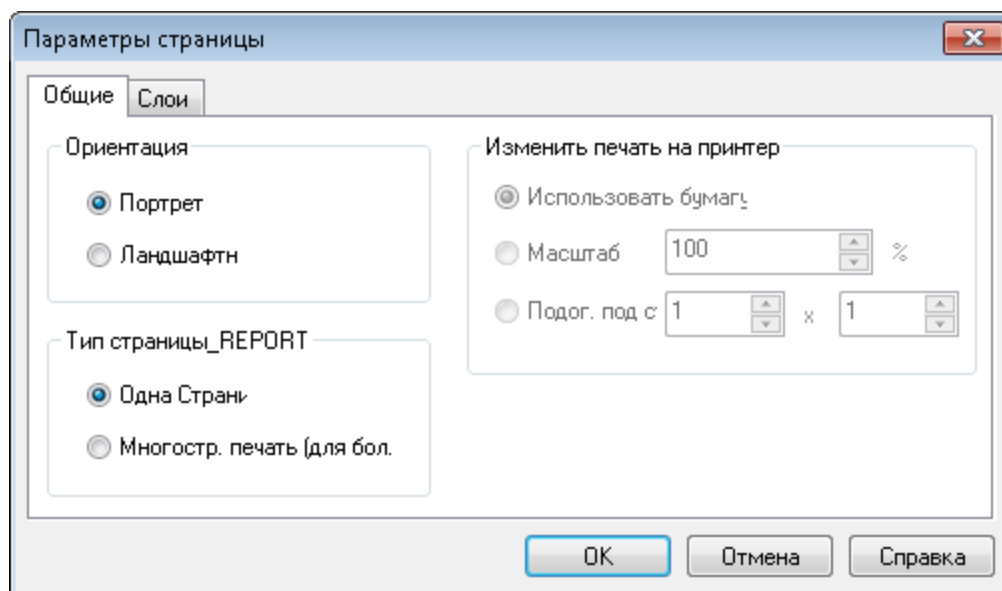 Параметры страницы
Общие
Слои
Ориентация
Портрет
Ландшафтн
Тип страницы_REPORT
Одна Страни
Многостр. печать (для бол.
Изменить печать на принтер
Использовать бумагу
Масштаб 100 %
Подог. под с 1 x 1
OK
Отмена
Справка